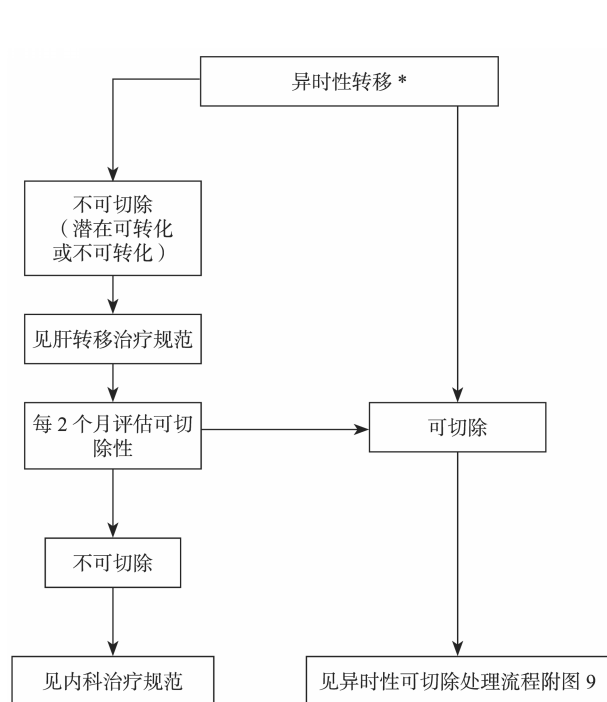 异时性转移 *
不可切除
（潜在可转化
或不可转化）
见肝转移治疗规范
每 2 个月评估可切
除性
可切除
不可切除
见内科治疗规范
见异时性可切除处理流程附图 9